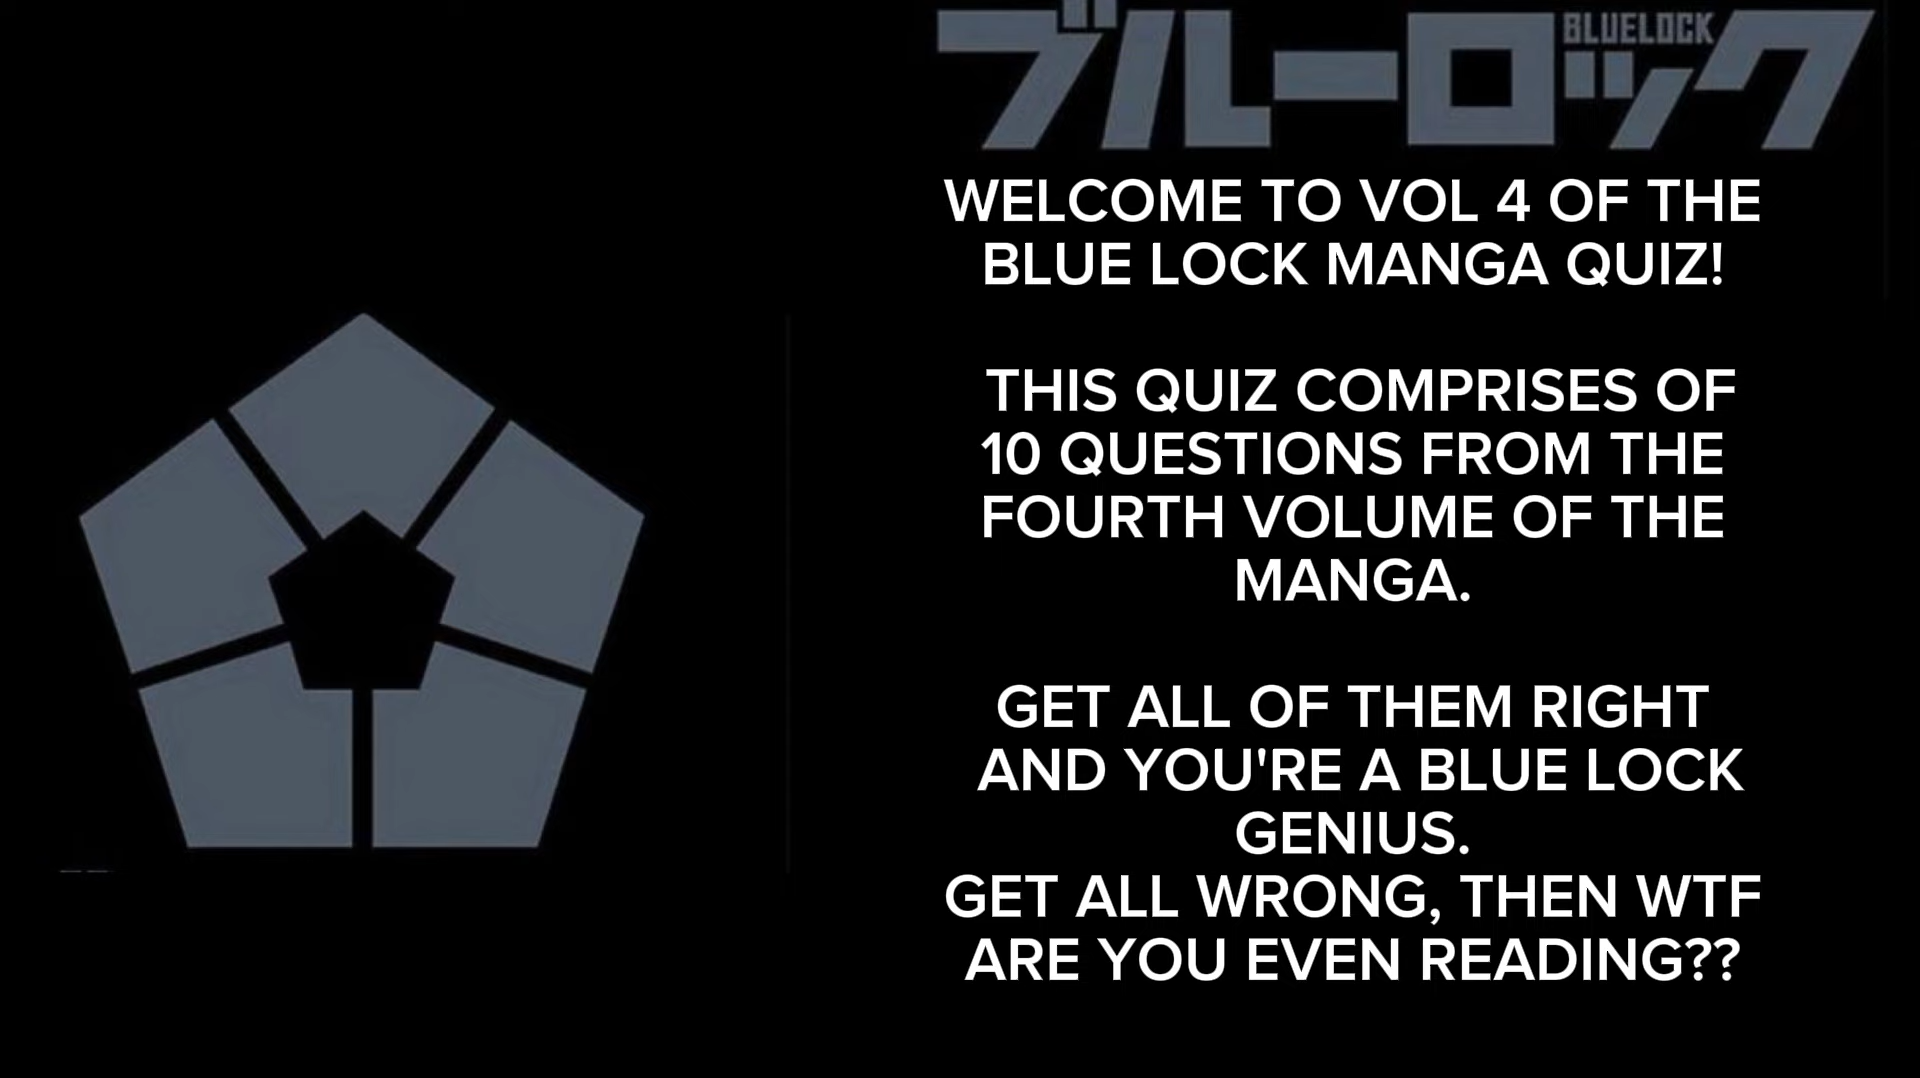 ブルーロック
BLUELOCK
WELCOME TO VOL 4 OF THE
BLUE LOCK MANGA QUIZ!
THIS QUIZ COMPRISES OF
10 QUESTIONS FROM THE
FOURTH VOLUME OF THE
MANGA.
GET ALL OF THEM RIGHT
AND YOU'RE A BLUE LOCK
GENIUS.
GET ALL WRONG, THEN WTF
ARE YOU EVEN READING??